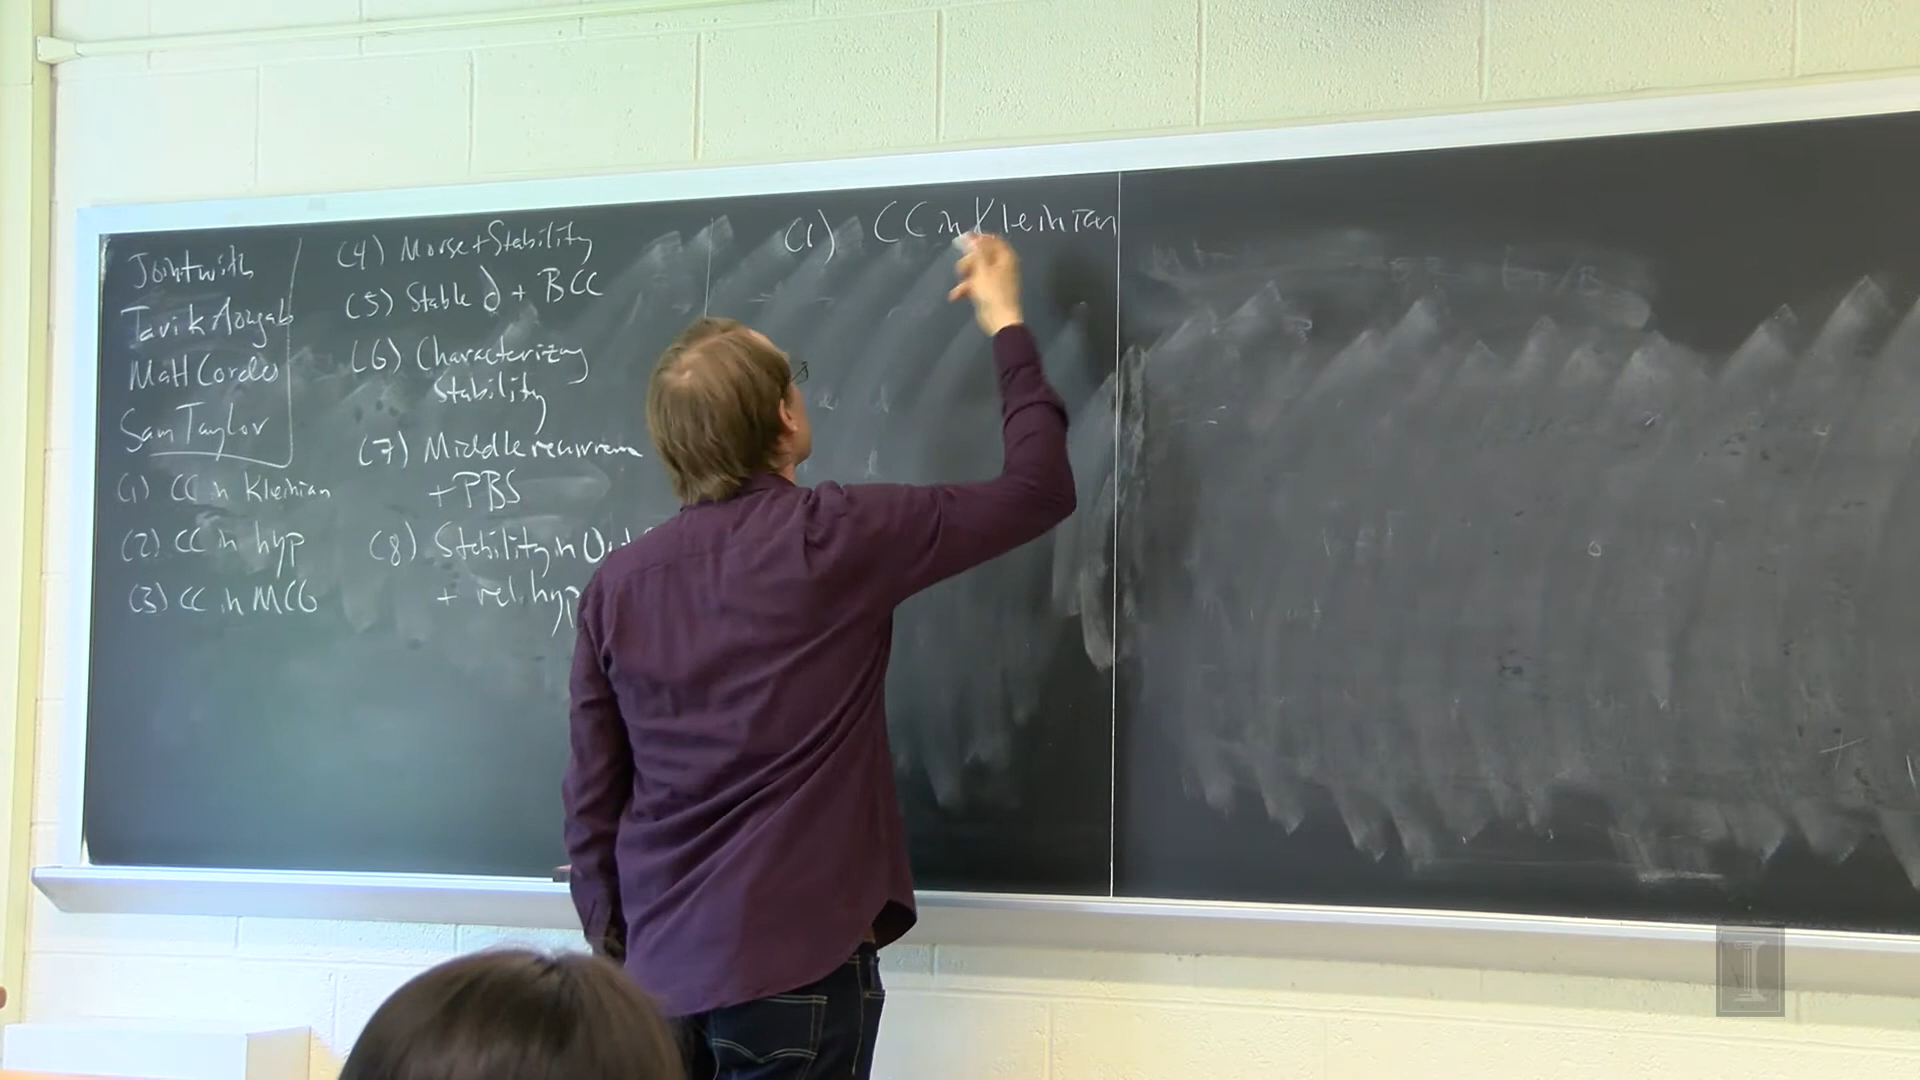 Joint with
Tarik Aougab
Matt Cordes
Sam Taylor
(1) CC in Kleinian
(2) CC in hyp
(3) CC in MCG
(4) Morse + Stability
(5) Stable ∂ + BCC
(6) Characterizing
Stability
(7) Middle recurrence
+ PBS
(8) Stability in
+ rel. hyp
(1) CC in Kleinian
I